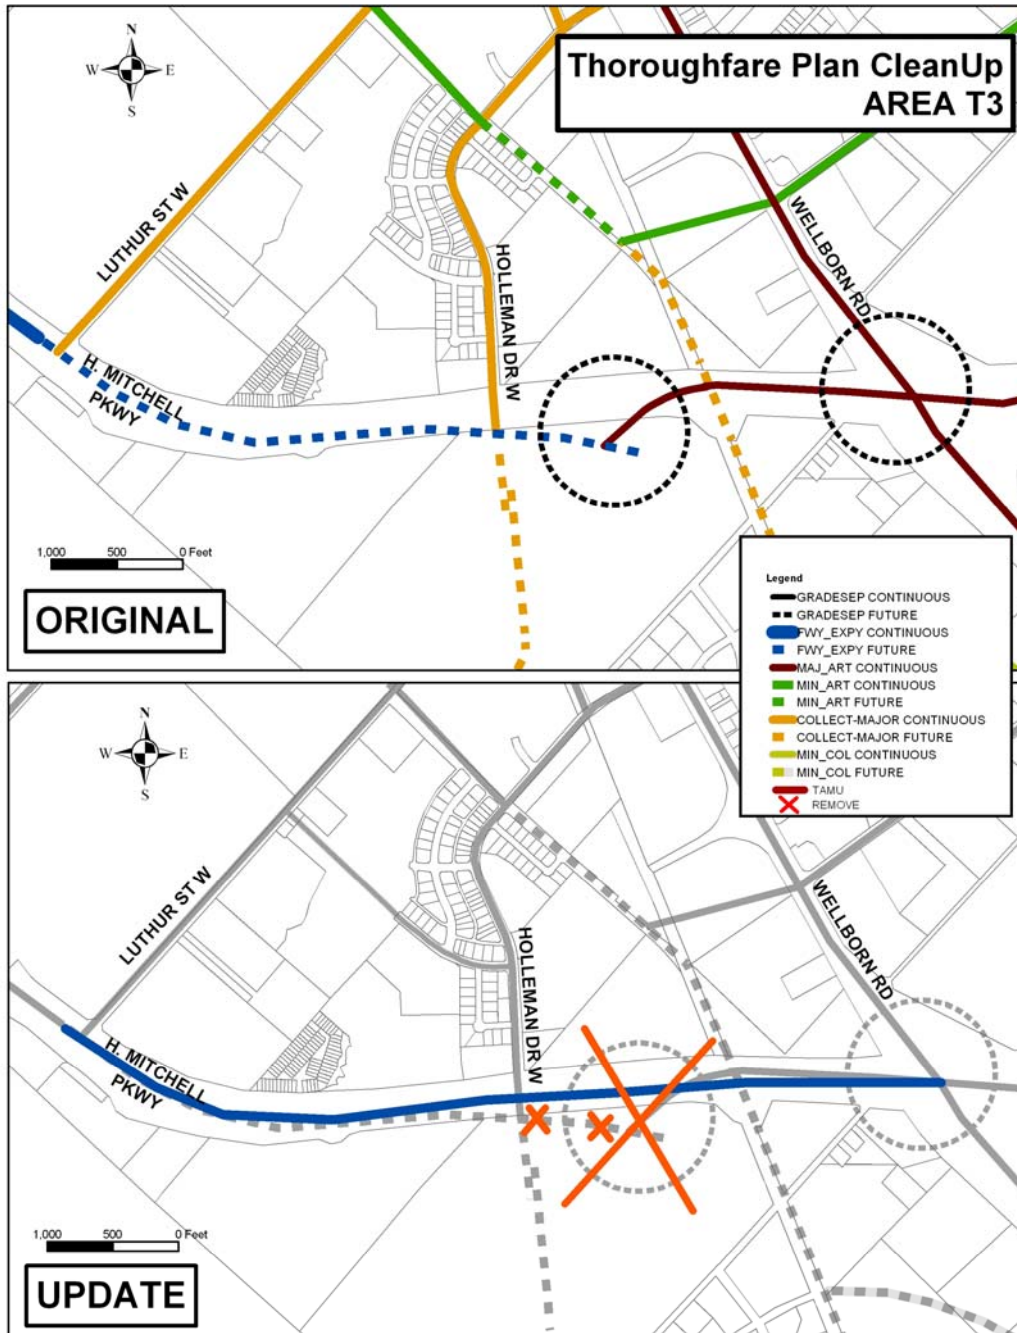 Thoroughfare Plan CleanUp
AREA T3
N
W E
S
LUTHUR ST W
HOLLEMAN DR W
WELLBORN RD
H. MITCHELL
PKWY
1,000 500 0 Feet
ORIGINAL
Legend
GRADESEP CONTINUOUS
GRADESEP FUTURE
FWY_EXPY CONTINUOUS
FWY_EXPY FUTURE
MAJ_ART CONTINUOUS
MIN_ART CONTINUOUS
MIN_ART FUTURE
COLLECT-MAJOR CONTINUOUS
COLLECT-MAJOR FUTURE
MIN_COL CONTINUOUS
MIN_COL FUTURE
TAMU
REMOVE
N
W E
S
LUTHUR ST W
HOLLEMAN DR W
WELLBORN RD
H. MITCHELL
PKWY
1,000 500 0 Feet
UPDATE